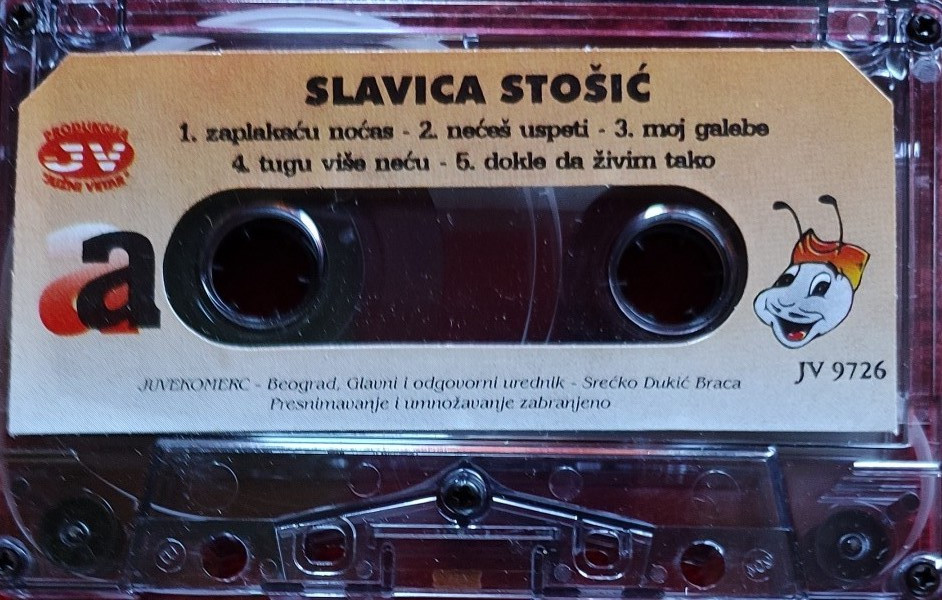 SLAVICA STOŠIĆ
1. zaplakaću noćas - 2. nećeš uspeti - 3. moj galebe
4. tugu više neću - 5. dokle da živim tako
PRODUKCIJA
JV
"JUŽNI VETAR"
a
JV 9726
JUVEKOMERC - Beograd, Glavni i odgovorni urednik - Srećko Dukić Braca
Presnimavanje i umnožavanje zabranjeno